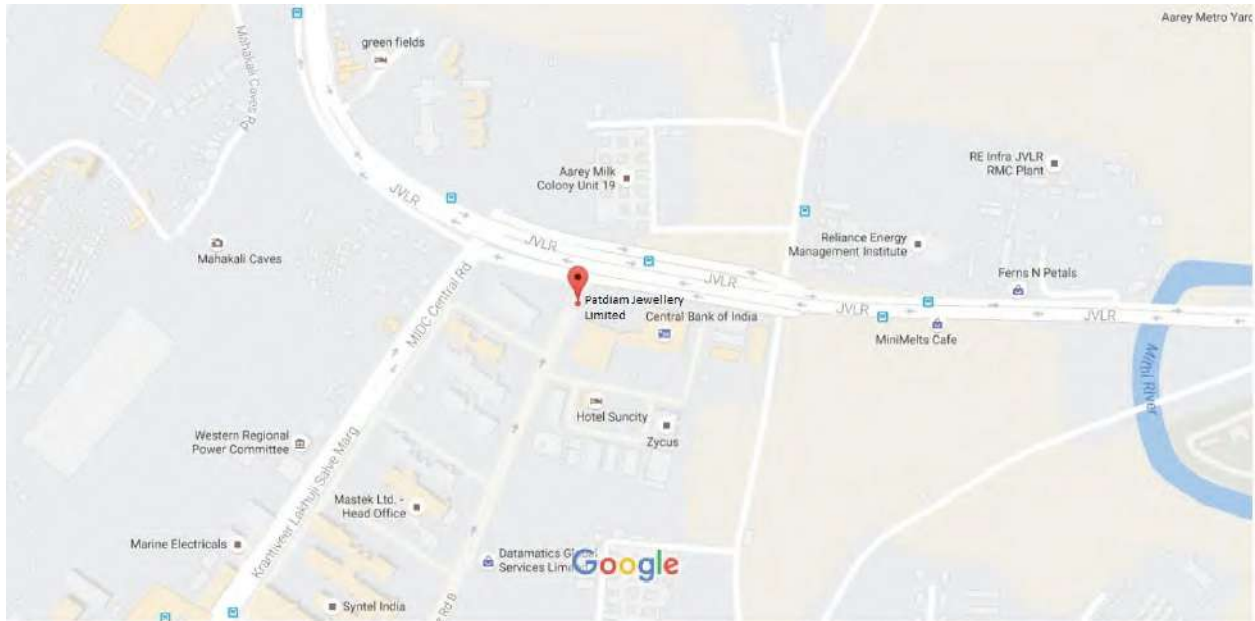 Aarey Metro Yard
green fields
Mahakali Caves
Rd
Aarey Milk
Colony Unit 19
RE Infra JVLR
RMC Plant
JVLR
Mahakali Caves
JVLR
Reliance Energy
Management Institute
JVLR
Ferns N Petals
MIDC Central Rd
Patdiam Jewellery
Limited
Central Bank of India
JVLR
JVLR
MiniMelts Cafe
Mimil River
Hotel Suncity
Zycus
Western Regional
Power Committee
Krantiveer Lakhuji Salve Marg
Mastek Ltd. -
Head Office
Marine Electricals
Datamatics G
Services Limi
Google
Syntel India
Rd B